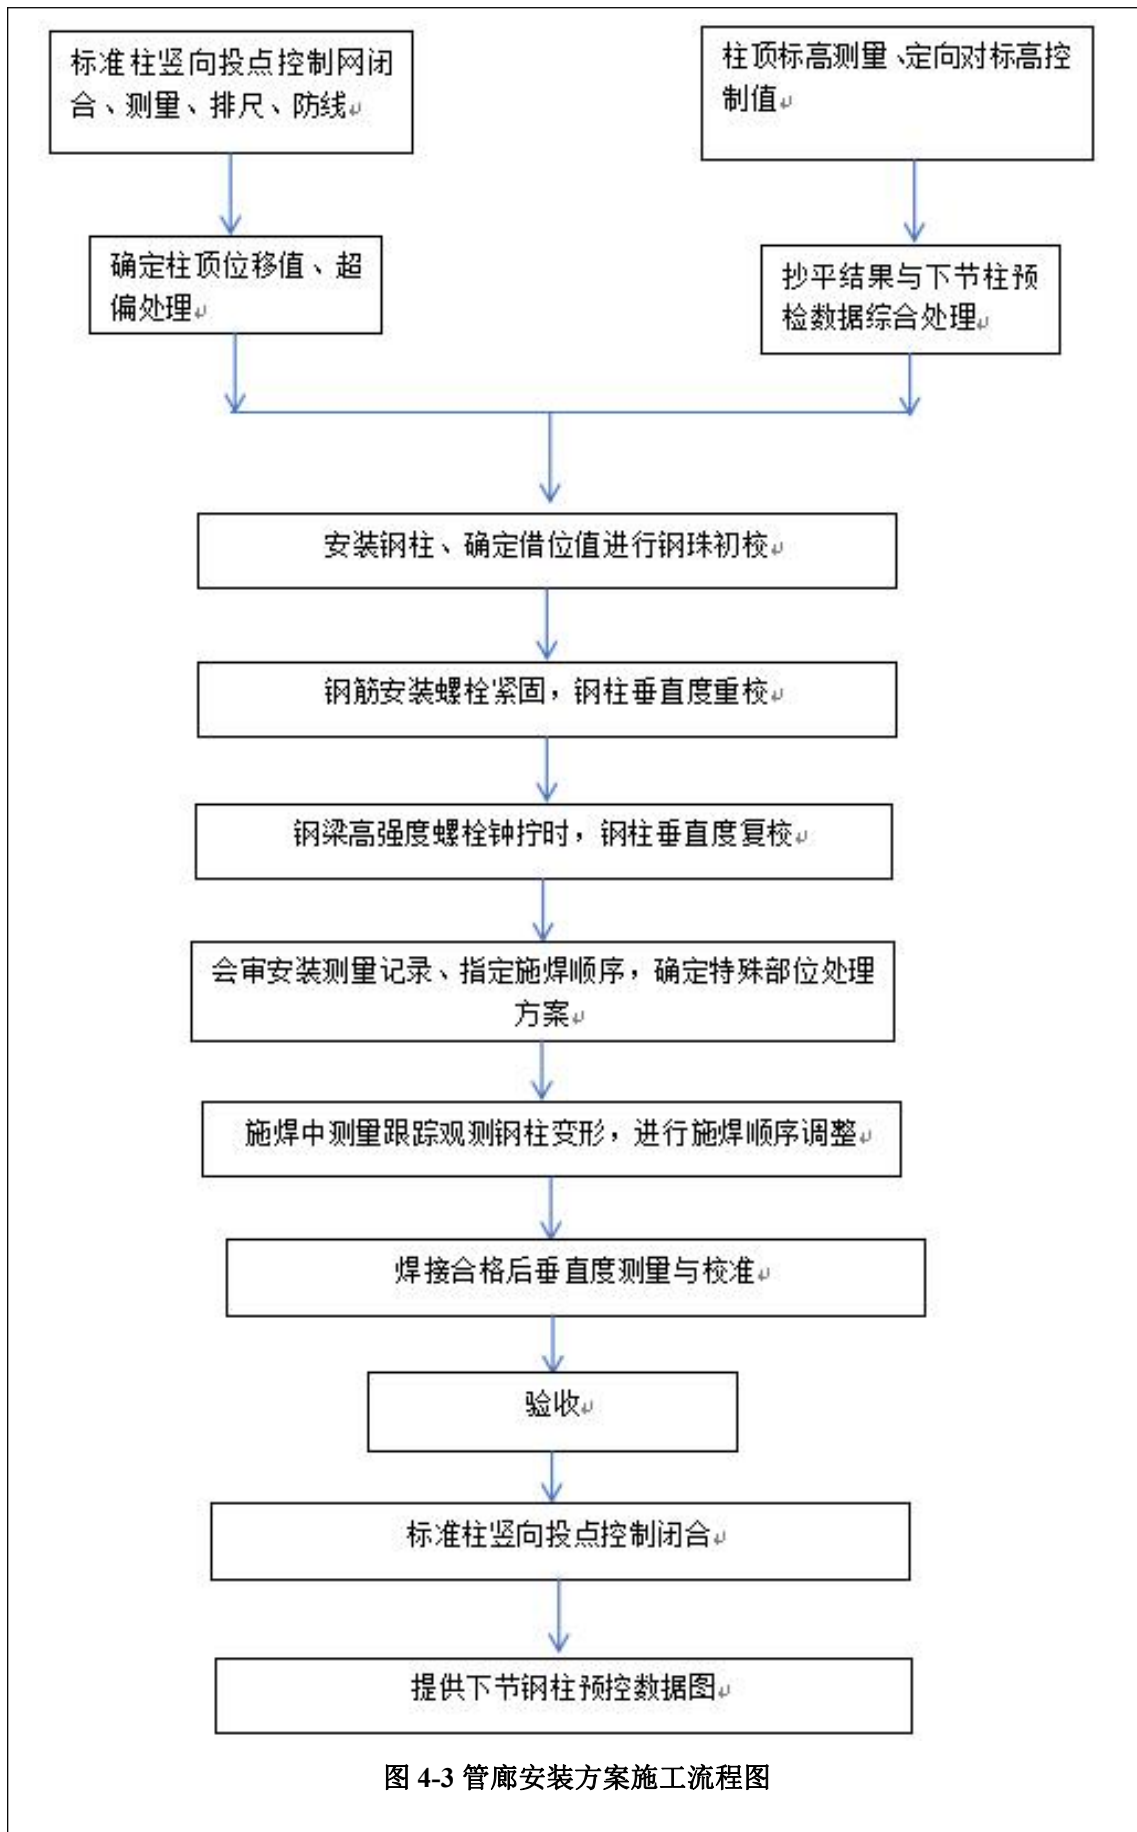 标准柱竖向投点控制网闭
合、测量、排尺、防线
柱顶标高测量、定向对标高控
制值
确定柱顶位移值、超
偏处理
抄平结果与下节柱预
检数据综合处理
安装钢柱、确定借位值进行钢珠初校
钢筋安装螺栓紧固，钢柱垂直度重校
钢梁高强度螺栓钟拧时，钢柱垂直度复校
会审安装测量记录、指定施焊顺序，确定特殊部位处理
方案
施焊中测量跟踪观测钢柱变形，进行施焊顺序调整
焊接合格后垂直度测量与校准
验收
标准柱竖向投点控制闭合
提供下节钢柱预控数据图
图 4-3 管廊安装方案施工流程图